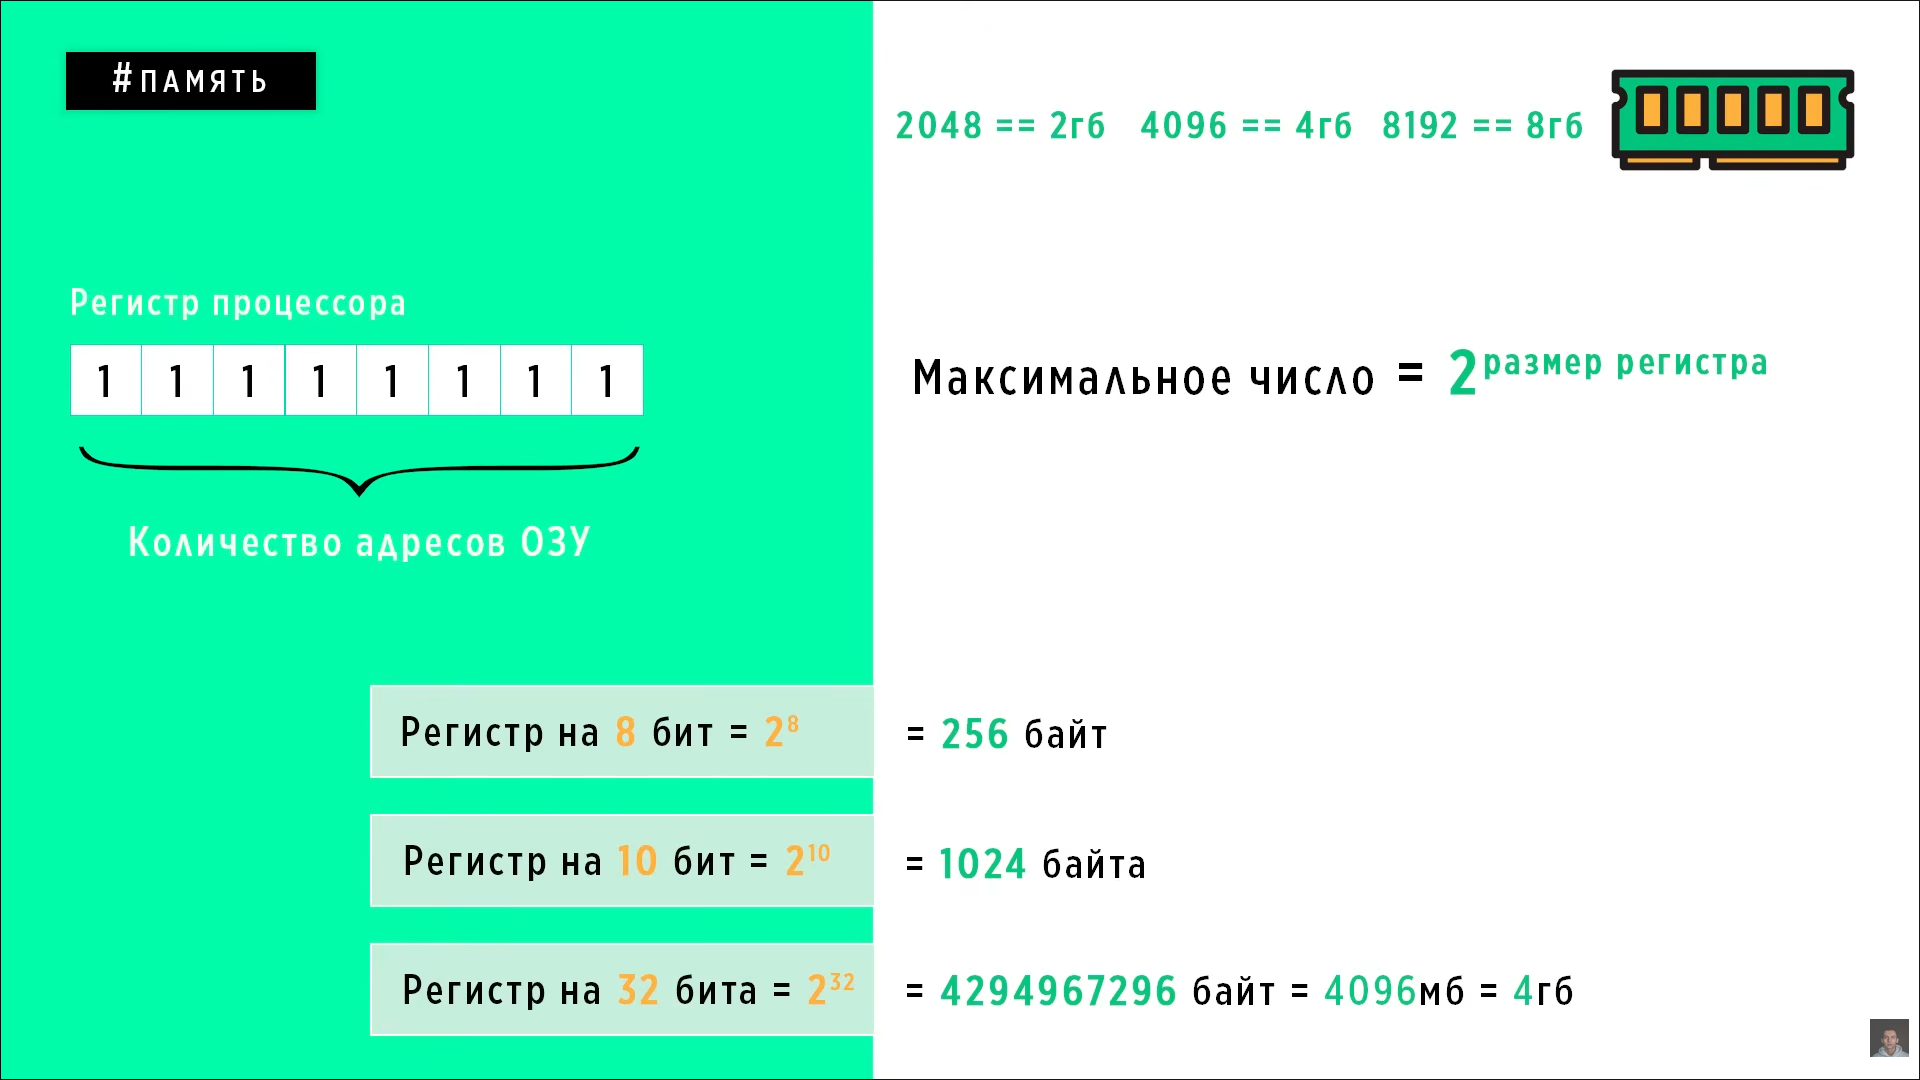 #ПАМЯТЬ
2048 == 2гб 4096 == 4гб 8192 == 8гб
Регистр процессора
1 1 1 1 1 1 1 1
Максимальное число = 2^размер регистра
Количество адресов ОЗУ
Регистр на 8 бит = 2⁸ = 256 байт
Регистр на 10 бит = 2¹⁰ = 1024 байта
Регистр на 32 бита = 2³² = 4294967296 байт = 4096мб = 4гб